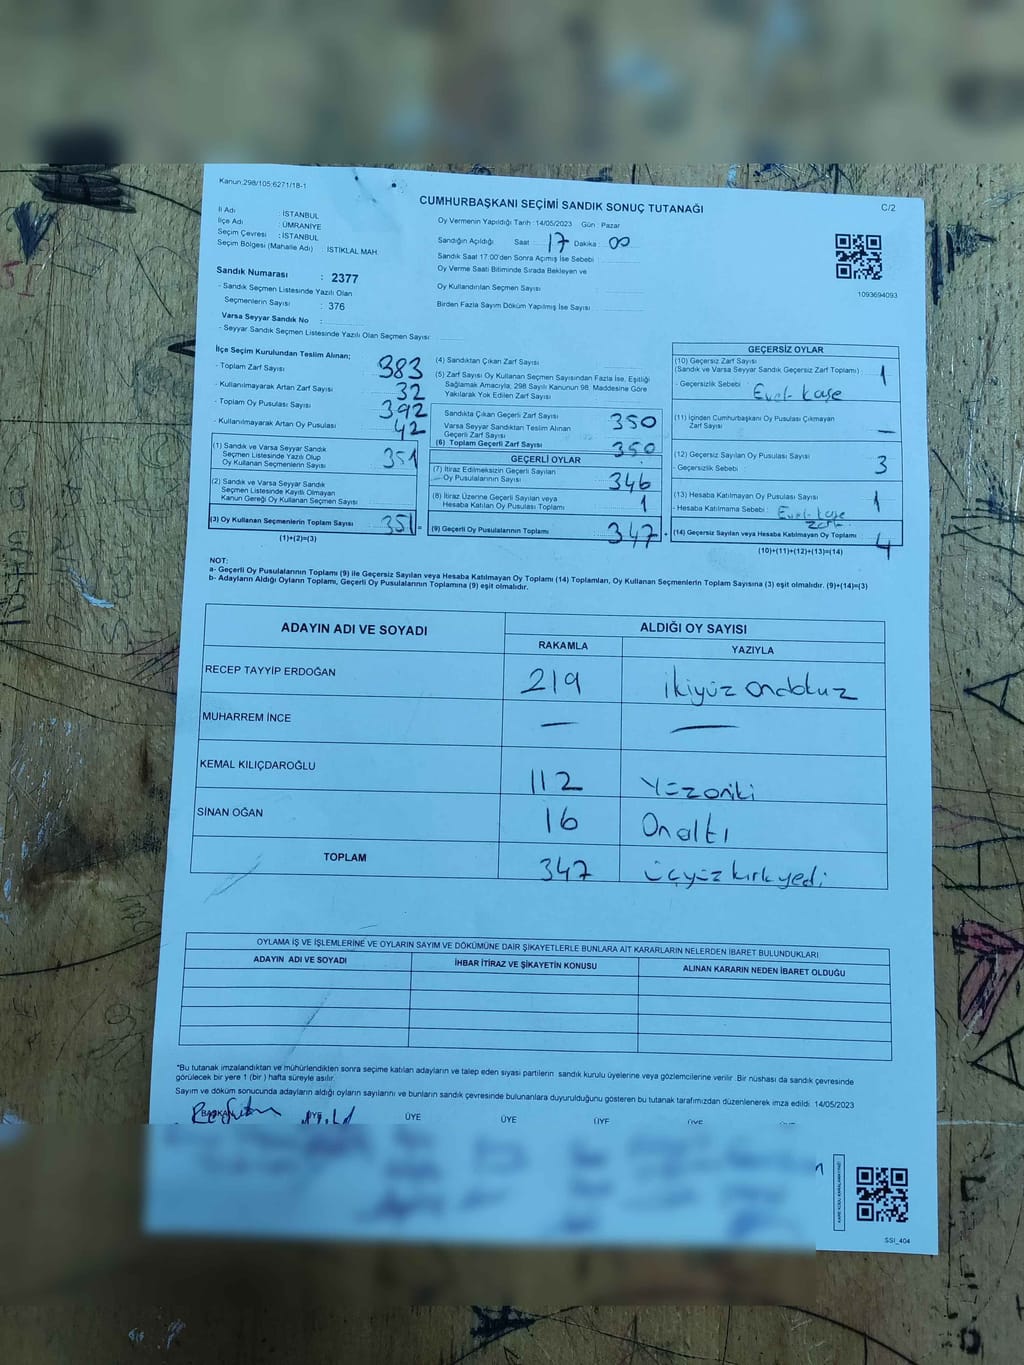 Kanun.298/105;6271/18-1
CUMHURBAŞKANI SEÇİMİ SANDIK SONUÇ TUTANAĞI
C/2
İl Adı : İSTANBUL
İlçe Adı : ÜMRANİYE
Seçim Çevresi : İSTANBUL
Seçim Bölgesi (Mahalle Adı) : İSTİKLAL MAH.
Oy Vermenin Yapıldığı Tarih : 14/05/2023 Gün : Pazar
Sandığın Açıldığı Saat 17 Dakika : 00
Sandık Saat 17:00'den Sonra Açımış İse Sebebi :
Oy Verme Saati Bitiminde Sırada Bekleyen ve
Oy Kullandırılan Seçmen Sayısı :
Birden Fazla Sayım Döküm Yapılmış İse Sayısı :
1093694093
Sandık Numarası : 2377
- Sandık Seçmen Listesinde Yazılı Olan
Seçmenlerin Sayısı : 376
Varsa Seyyar Sandık No :
- Seyyar Sandık Seçmen Listesinde Yazılı Olan Seçmen Sayısı:
İlçe Seçim Kurulundan Teslim Alınan;
- Toplam Zarf Sayısı 383
- Kullanılmayarak Artan Zarf Sayısı 32
- Toplam Oy Pusulası Sayısı 392
- Kullanılmayarak Artan Oy Pusulası 42
(1) Sandık ve Varsa Seyyar Sandık
Seçmen Listesinde Yazılı Olup
Oy Kullanan Seçmenlerin Sayısı 351
(2) Sandık ve Varsa Seyyar Sandık
Seçmen Listesinde Kayıtlı Olmayan
Kanun Gereği Oy Kullanan Seçmen Sayısı
(3) Oy Kullanan Seçmenlerin Toplam Sayısı 351 =
(1)+(2)=(3)
(4) Sandıktan Çıkan Zarf Sayısı
(5) Zarf Sayısı Oy Kullanan Seçmen Sayısından Fazla İse, Eşitliği
Sağlamak Amacıyla, 298 Sayılı Kanunun 98. Maddesine Göre
Yakılarak Yok Edilen Zarf Sayısı
Sandıkta Çıkan Geçerli Zarf Sayısı 350
Varsa Seyyar Sandıktan Teslim Alınan
Geçerli Zarf Sayısı
(6) Toplam Geçerli Zarf Sayısı 350
GEÇERLİ OYLAR
(7) İtiraz Edilmeksizin Geçerli Sayılan
Oy Pusulalarının Sayısı 346
(8) İtiraz Üzerine Geçerli Sayılan veya
Hesaba Katılan Oy Pusulası Toplamı 1
(9) Geçerli Oy Pusulalarının Toplamı 347 +
GEÇERSİZ OYLAR
(10) Geçersiz Zarf Sayısı
(Sandık ve Varsa Seyyar Sandık Geçersiz Zarf Toplamı) 1
- Geçersizlik Sebebi : Evet-kaşe
(11) İçinden Cumhurbaşkanı Oy Pusulası Çıkmayan
Zarf Sayısı —
(12) Geçersiz Sayılan Oy Pusulası Sayısı 3
- Geçersizlik Sebebi :
(13) Hesaba Katılmayan Oy Pusulası Sayısı 1
- Hesaba Katılmama Sebebi : Evet-kaşe
zarf
(14) Geçersiz Sayılan veya Hesaba Katılmayan Oy Toplamı 4
(10)+(11)+(12)+(13)=(14)
NOT:
a- Geçerli Oy Pusulalarının Toplamı (9) ile Geçersiz Sayılan veya Hesaba Katılmayan Oy Toplamı (14) Toplamları, Oy Kullanan Seçmenlerin Toplam Sayısına (3) eşit olmalıdır. (9)+(14)=(3)
b- Adayların Aldığı Oyların Toplamı, Geçerli Oy Pusulalarının Toplamına (9) eşit olmalıdır.
ADAYIN ADI VE SOYADI
ALDIĞI OY SAYISI
RAKAMLA YAZIYLA
RECEP TAYYİP ERDOĞAN 219 ikiyüz ondokuz
MUHARREM İNCE — —
KEMAL KILIÇDAROĞLU 112 Yüzoniki
SİNAN OĞAN 16 Onaltı
TOPLAM 347 üçyüzkırkyedi
OYLAMA İŞ VE İŞLEMLERİNE VE OYLARIN SAYIM VE DÖKÜMÜNE DAİR ŞİKAYETLERLE BUNLARA AİT KARARLARIN NELERDEN İBARET BULUNDUKLARI
ADAYIN ADI VE SOYADI İHBAR İTİRAZ VE ŞİKAYETİN KONUSU ALINAN KARARIN NEDEN İBARET OLDUĞU
*Bu tutanak imzalandıktan ve mühürlendikten sonra seçime katılan adayların ve talep eden siyasi partilerin sandık kurulu üyelerine veya gözlemcilerine verilir. Bir nüshası da sandık çevresinde
görülecek bir yere 1 (bir) hafta süreyle asılır.
Sayım ve döküm sonucunda adayların aldığı oyların sayılarını ve bunların sandık çevresinde bulunanlara duyurulduğunu gösteren bu tutanak tarafımızdan düzenlenerek imza edildi. 14/05/2023
BAŞKAN ÜYE ÜYE ÜYE ÜYE ÜYE ÜYE
SSİ_404